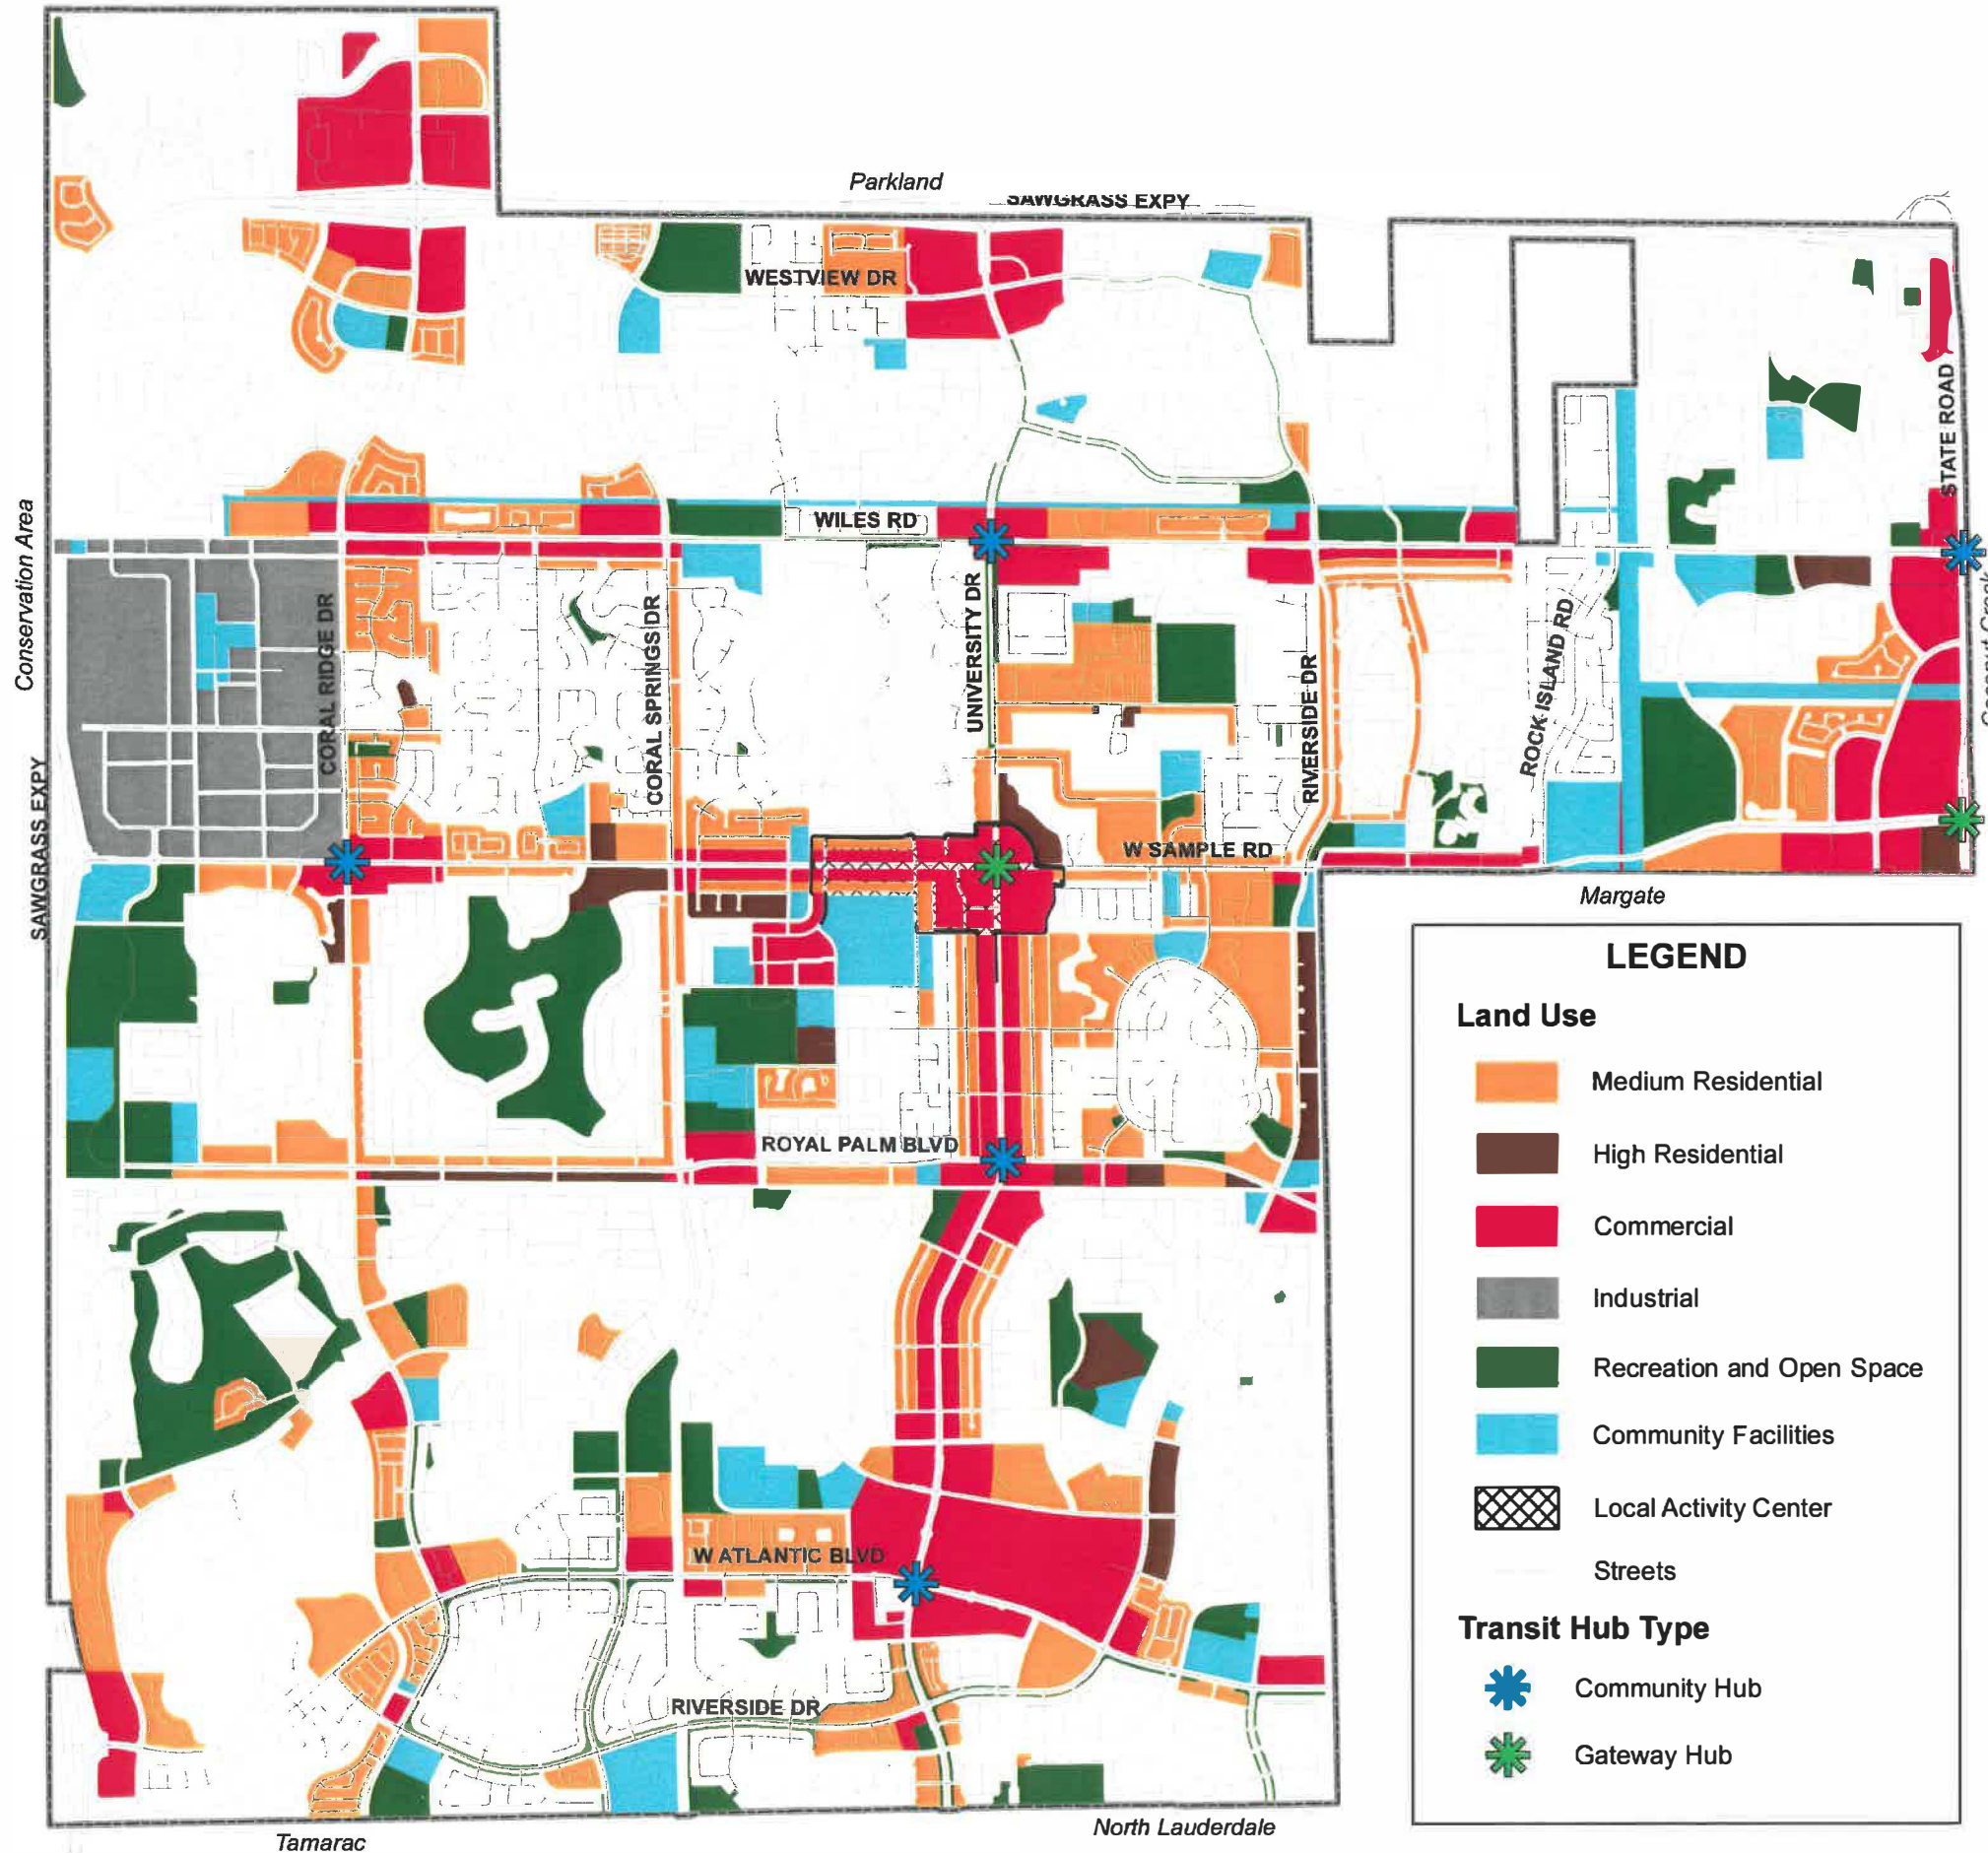 Parkland
SAWGRASS EXPY
WESTVIEW DR
STATE ROAD
WILES RD
Conservation Area
CORAL RIDGE DR
CORAL SPRINGS DR
UNIVERSITY DR
RIVERSIDE DR
ROCK ISLAND RD
SAWGRASS EXPY
W SAMPLE RD
Margate
ROYAL PALM BLVD
W ATLANTIC BLVD
RIVERSIDE DR
Tamarac
North Lauderdale
LEGEND
Land Use
Medium Residential
High Residential
Commercial
Industrial
Recreation and Open Space
Community Facilities
Local Activity Center
Streets
Transit Hub Type
Community Hub
Gateway Hub